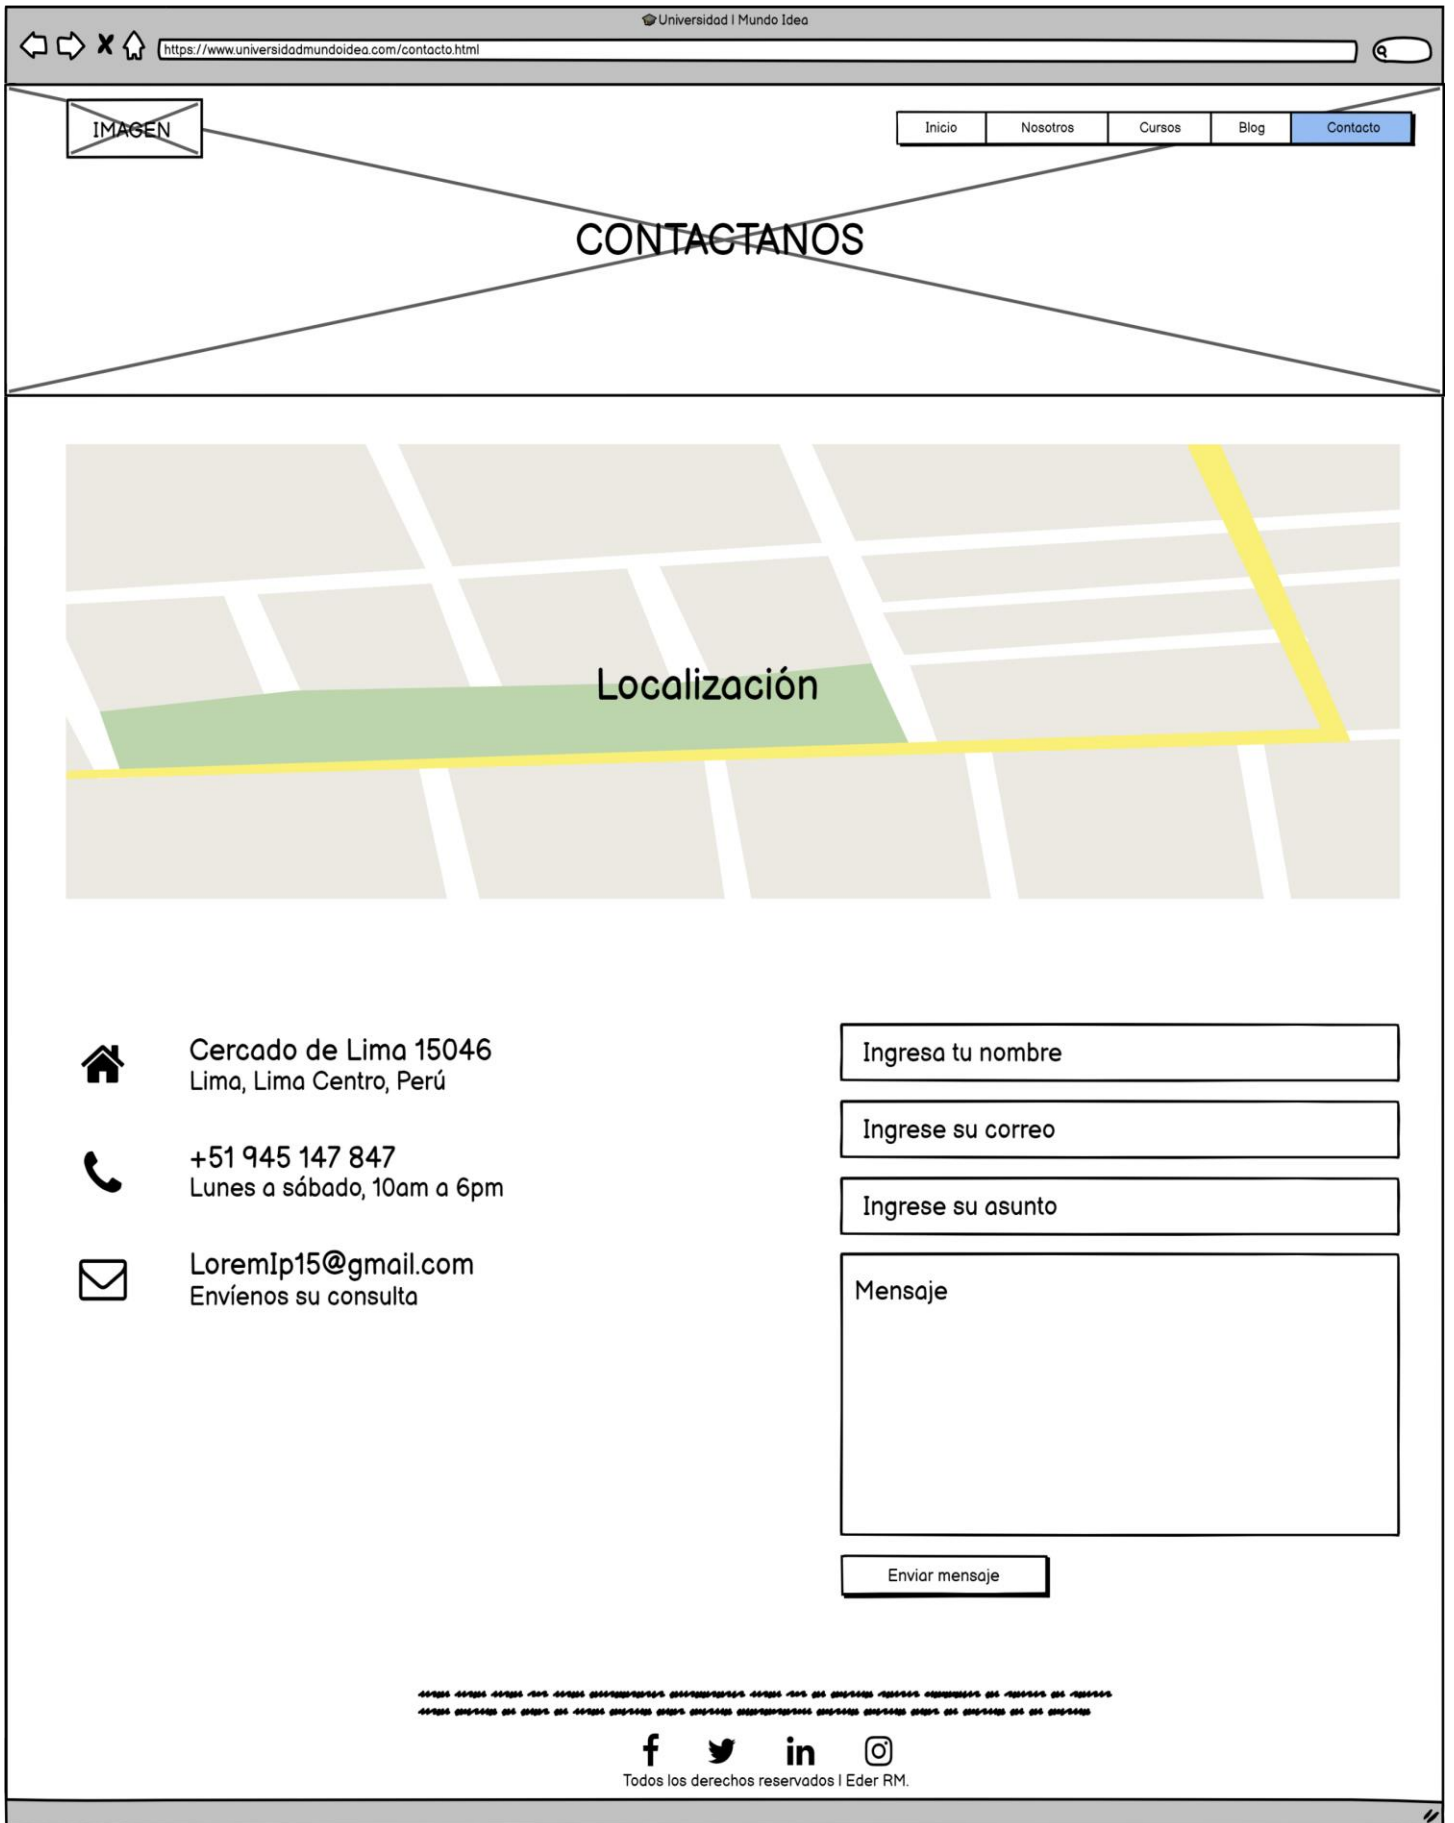 Universidad | Mundo Idea
https://www.universidadmundoidea.com/contacto.html
IMAGEN
Inicio Nosotros Cursos Blog Contacto
CONTACTANOS
Localización
Cercado de Lima 15046
Lima, Lima Centro, Perú
+51 945 147 847
Lunes a sábado, 10am a 6pm
LoremIp15@gmail.com
Envíenos su consulta
Ingresa tu nombre
Ingrese su correo
Ingrese su asunto
Mensaje
Enviar mensaje
Todos los derechos reservados | Eder RM.